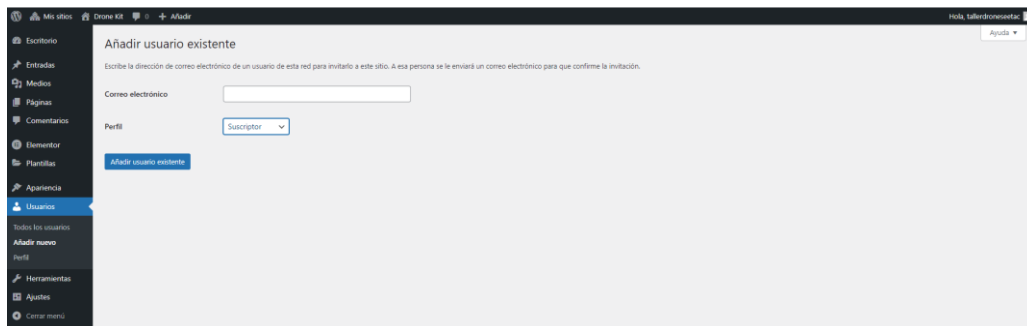 Mis sitios Drone Kit 0 + Añadir Hola, tallerdroneseetac
Ayuda
Escritorio
Entradas
Medios
Páginas
Comentarios
Elementor
Plantillas
Apariencia
Usuarios
Todos los usuarios
Añadir nuevo
Perfil
Herramientas
Ajustes
Cerrar menú
Añadir usuario existente
Escribe la dirección de correo electrónico de un usuario de esta red para invitarlo a este sitio. A esa persona se le enviará un correo electrónico para que confirme la invitación.
Correo electrónico
Perfil Suscriptor
Añadir usuario existente